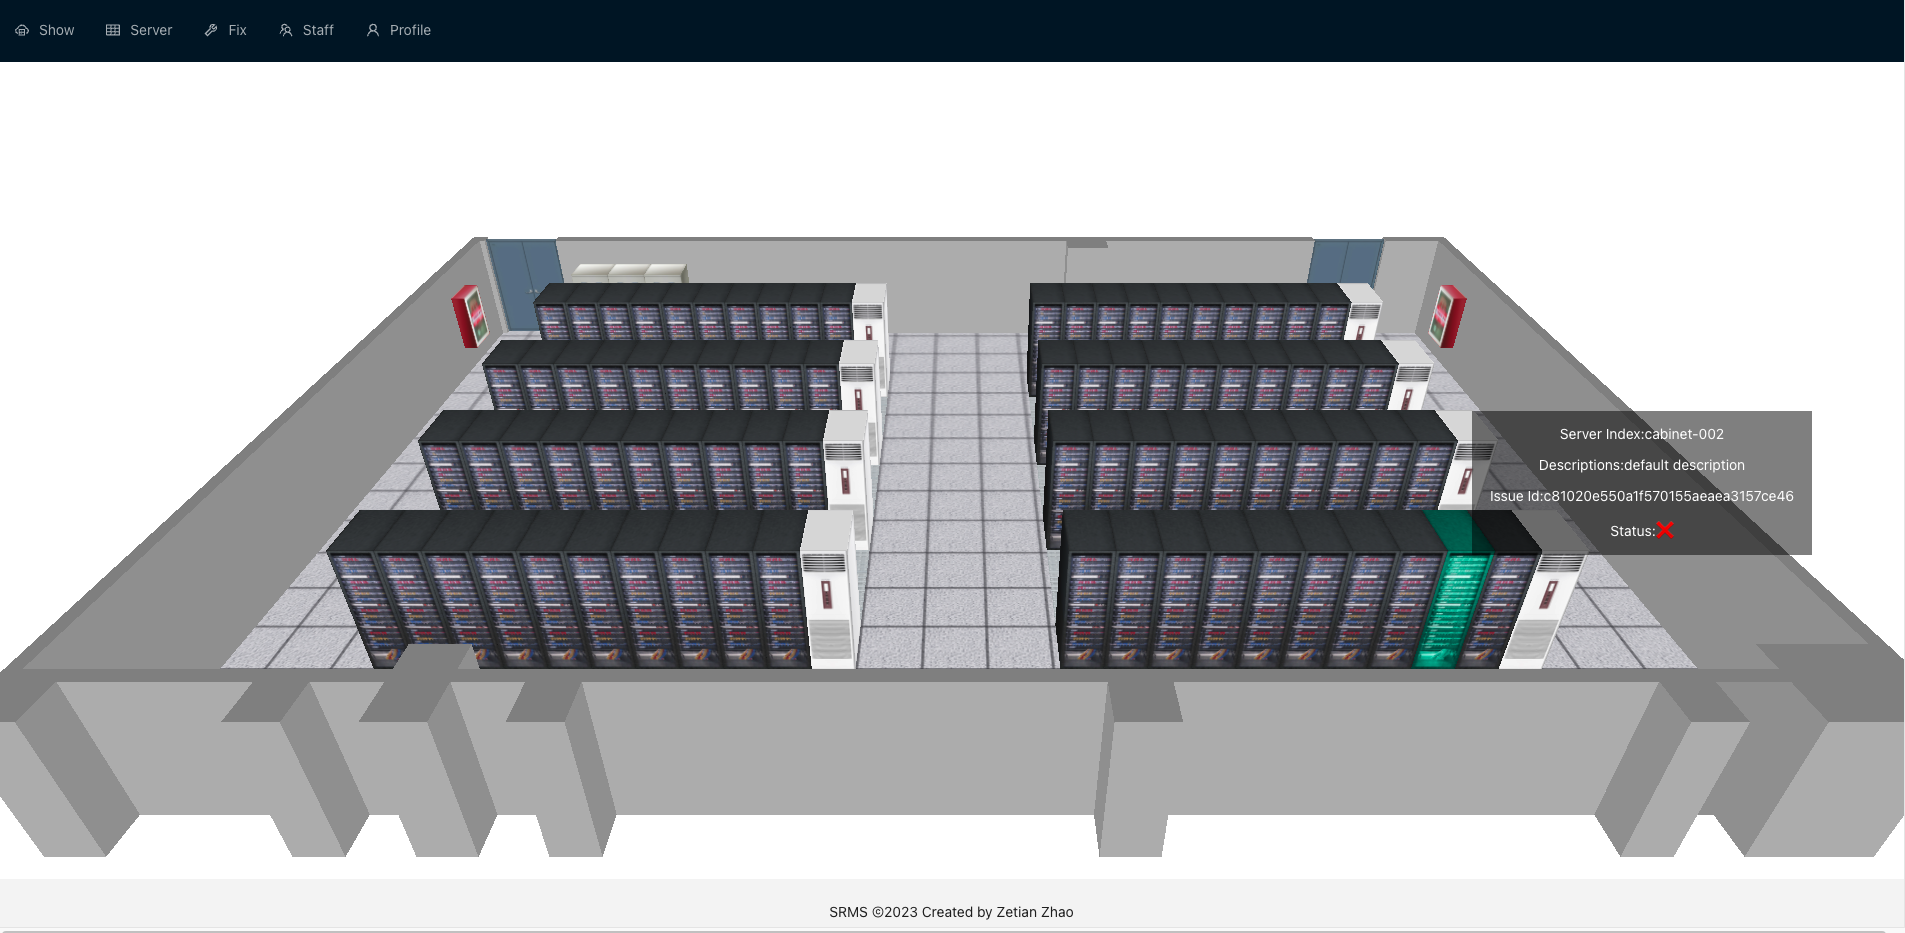 Show
Server
Fix
Staff
Profile
Server Index:cabinet-002
Descriptions:default description
Issue Id:c81020e550a1f570155aeaea3157ce46
Status:❌
SRMS ©2023 Created by Zetian Zhao